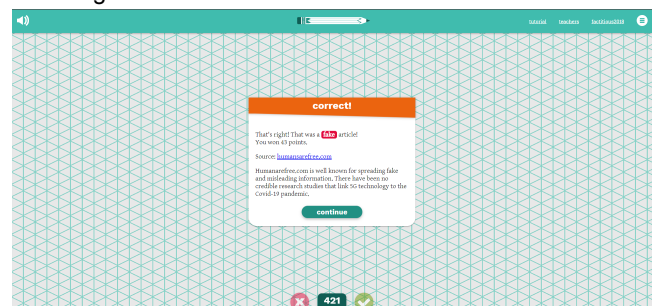 tutorial teachers factitious2018
correct!
That's right! That was a fake article!
You won 43 points.
Source: humansarefree.com
Humanarefree.com is well known for spreading fake
and misleading information. There have been no
credible research studies that link 5G technology to the
Covid-19 pandemic.
continue
421